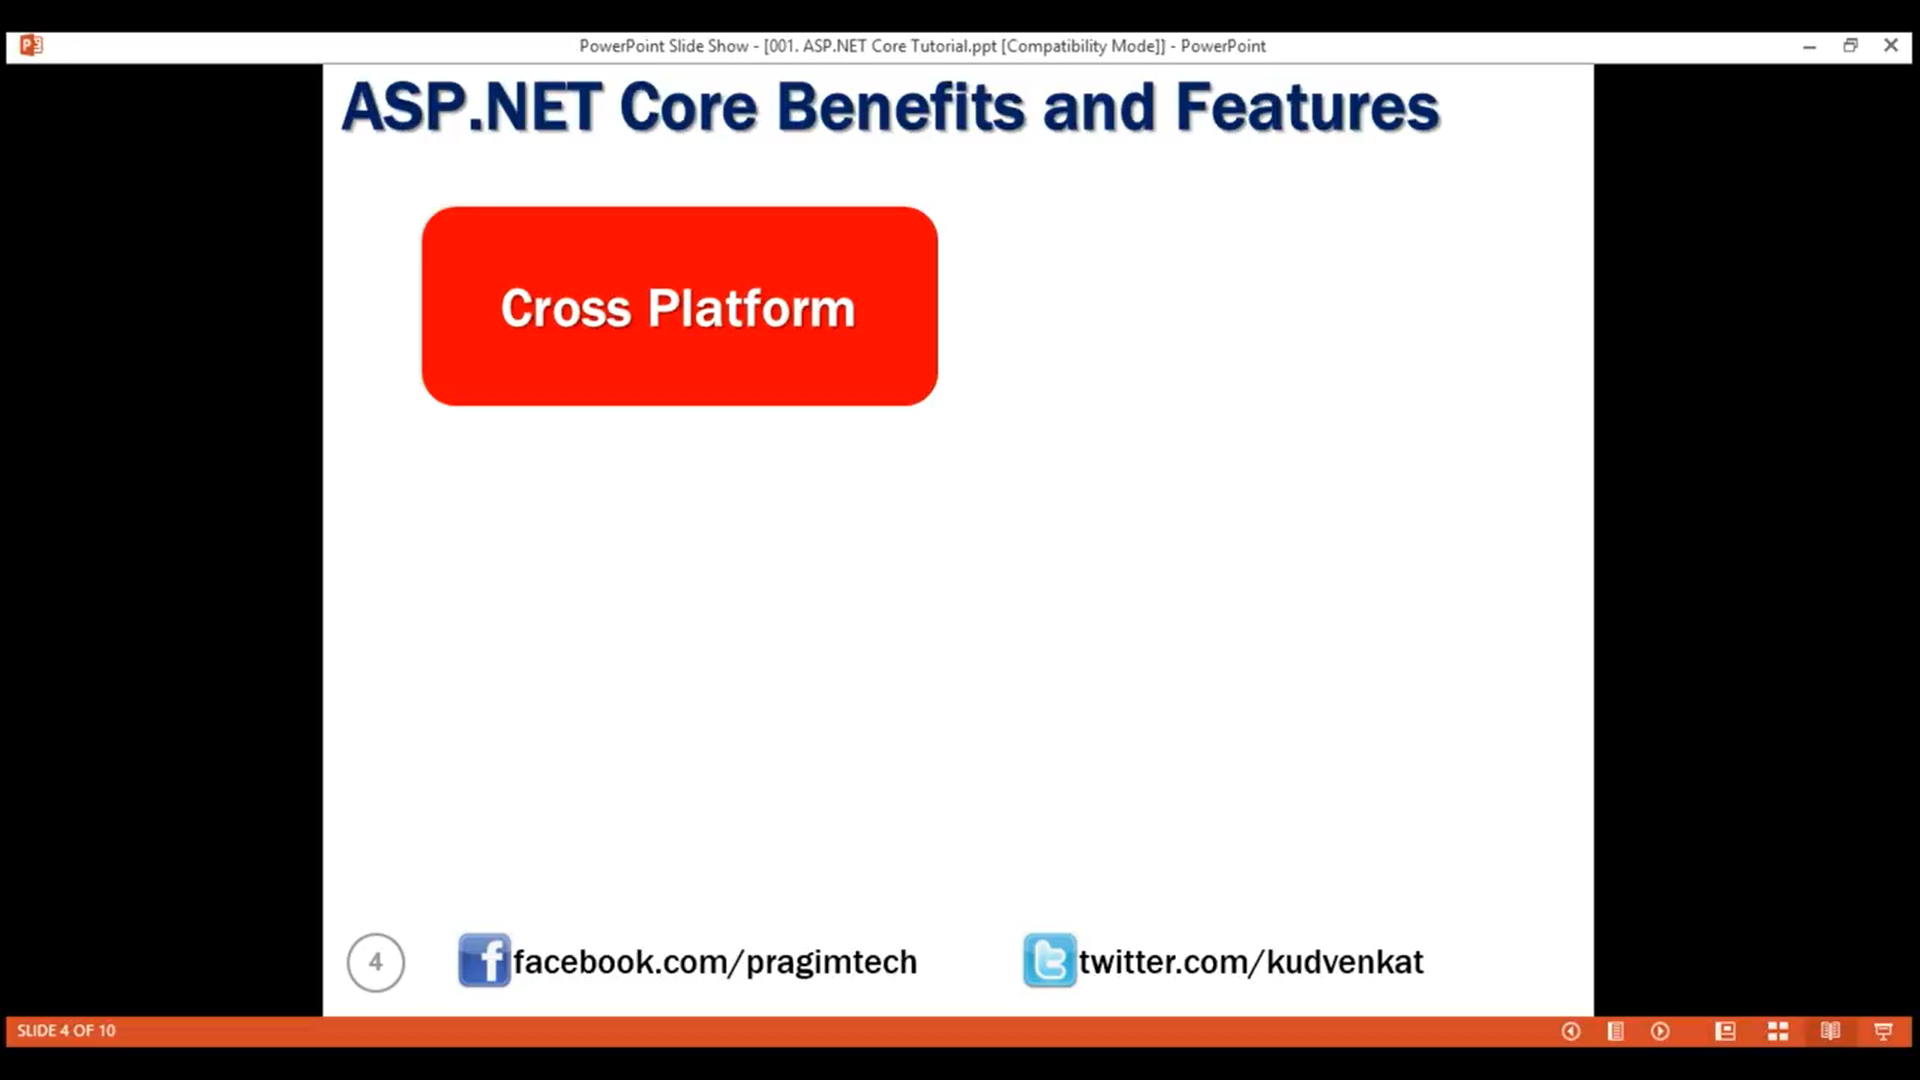 PowerPoint Slide Show - [001. ASP.NET Core Tutorial.ppt [Compatibility Mode]] - PowerPoint
ASP.NET Core Benefits and Features
Cross Platform
4
facebook.com/pragimtech
twitter.com/kudvenkat
SLIDE 4 OF 10